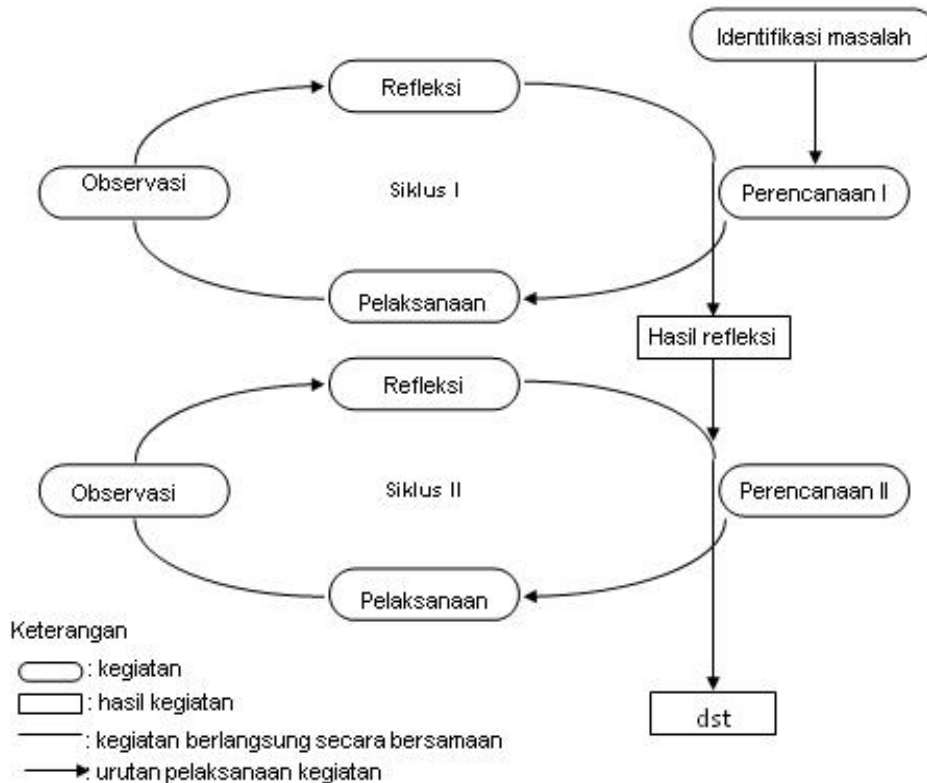 Identifikasi masalah
Refleksi
Observasi
Siklus I
Perencanaan I
Pelaksanaan
Hasil refleksi
Refleksi
Observasi
Siklus II
Perencanaan II
Pelaksanaan
Keterangan
: kegiatan
: hasil kegiatan
: kegiatan berlangsung secara bersamaan
: urutan pelaksanaan kegiatan
dst